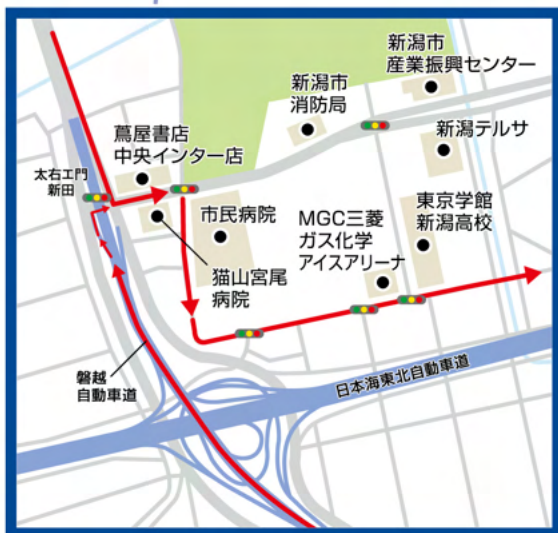 新潟市
産業振興センター
新潟市
消防局
蔦屋書店
中央インター店
新潟テルサ
太右エ門
新田
東京学館
新潟高校
市民病院
MGC三菱
ガス化学
アイスアリーナ
猫山宮尾
病院
磐越
自動車道
日本海東北自動車道